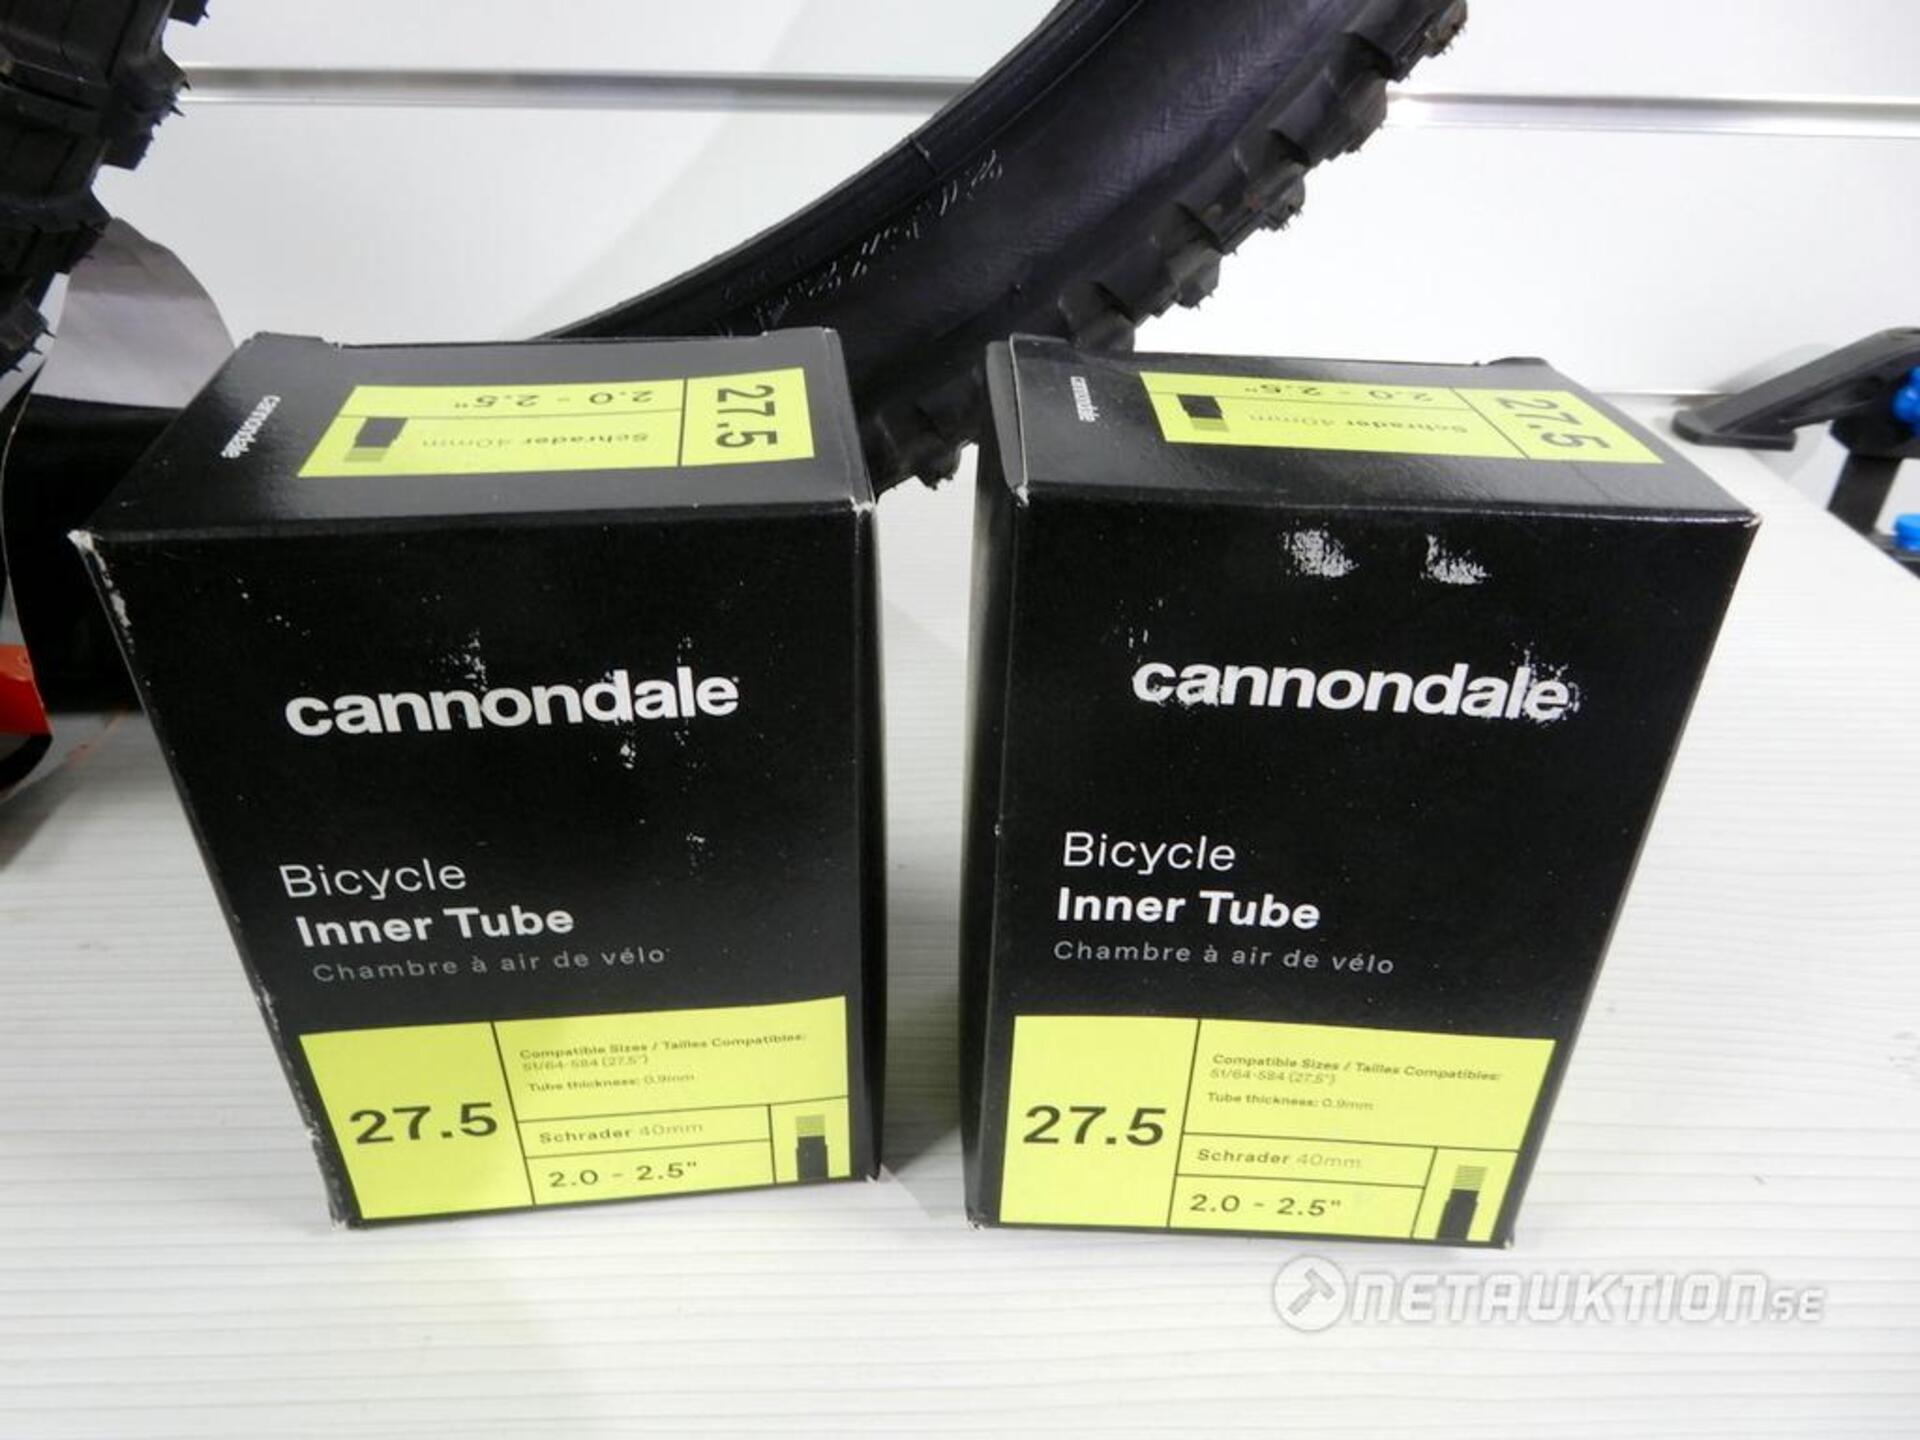 cannondale
2.0 - 2.5"
Schrader 40mm
27.5
cannondale
Bicycle
Inner Tube
Chambre à air de vélo
27.5
Compatible Sizes / Tailles Compatibles:
51/64-584 (27.5")
Tube thickness: 0.9mm
Schrader 40mm
2.0 - 2.5"
cannondale
2.0 - 2.5"
Schrader 40mm
27.5
cannondale
Bicycle
Inner Tube
Chambre à air de vélo
27.5
Compatible Sizes / Tailles Compatibles:
51/64-584 (27.5")
Tube thickness: 0.9mm
Schrader 40mm
2.0 - 2.5"
NETAUKTION.SE